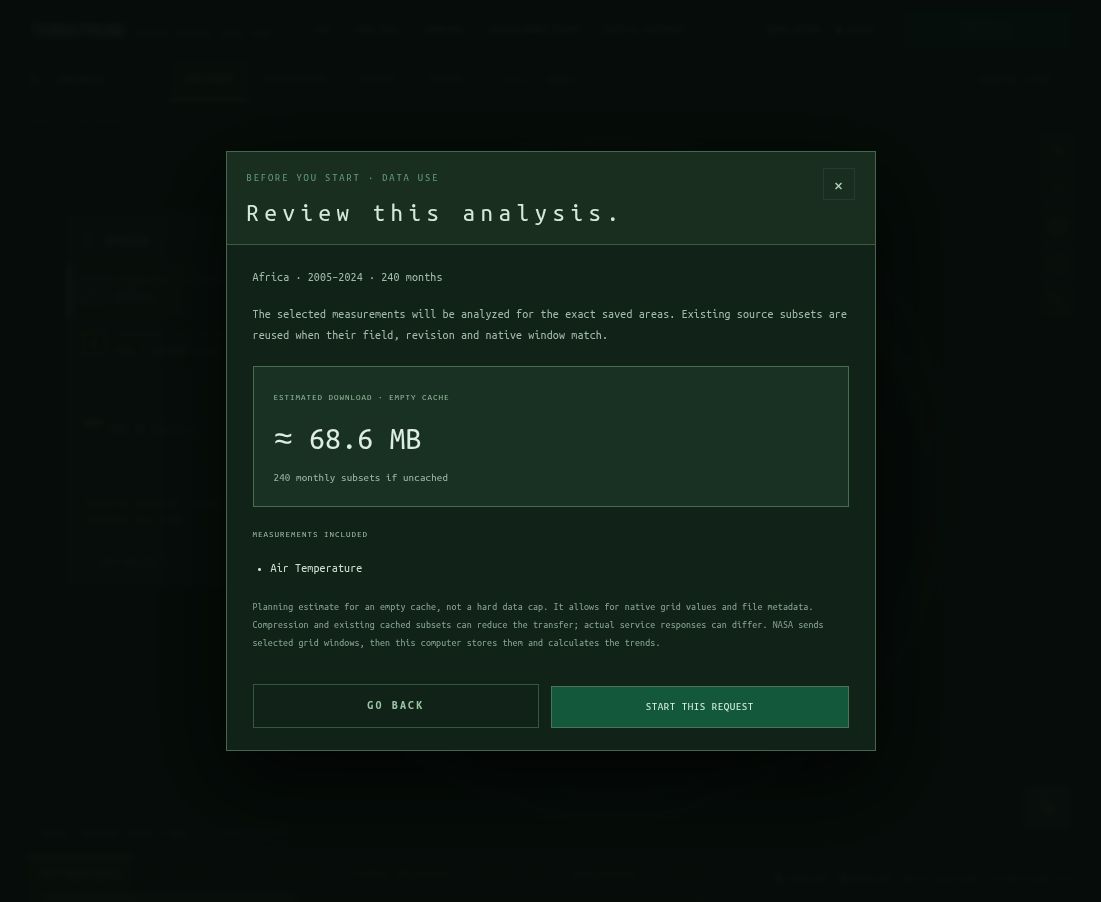 BEFORE YOU START · DATA USE
×
Review this analysis.
Africa · 2005–2024 · 240 months
The selected measurements will be analyzed for the exact saved areas. Existing source subsets are
reused when their field, revision and native window match.
ESTIMATED DOWNLOAD · EMPTY CACHE
≈ 68.6 MB
240 monthly subsets if uncached
MEASUREMENTS INCLUDED
• Air Temperature
Planning estimate for an empty cache, not a hard data cap. It allows for native grid values and file metadata.
Compression and existing cached subsets can reduce the transfer; actual service responses can differ. NASA sends
selected grid windows, then this computer stores them and calculates the trends.
GO BACK
START THIS REQUEST